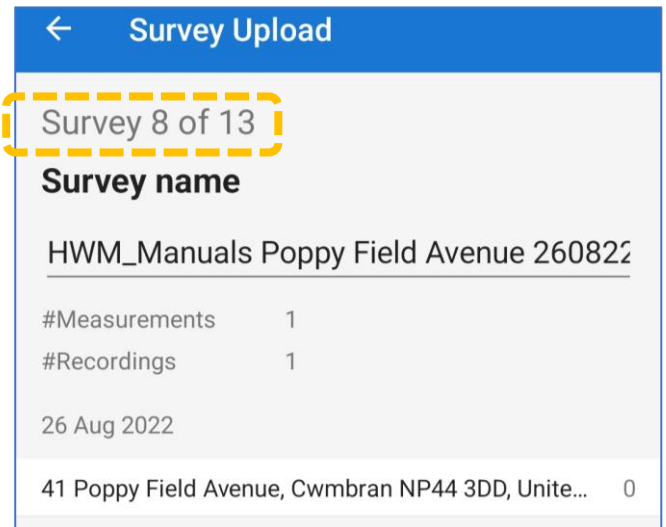 Survey Upload
Survey 8 of 13
Survey name
HWM_Manuals Poppy Field Avenue 260822
#Measurements 1
#Recordings 1
26 Aug 2022
41 Poppy Field Avenue, Cwmbran NP44 3DD, Unite... 0